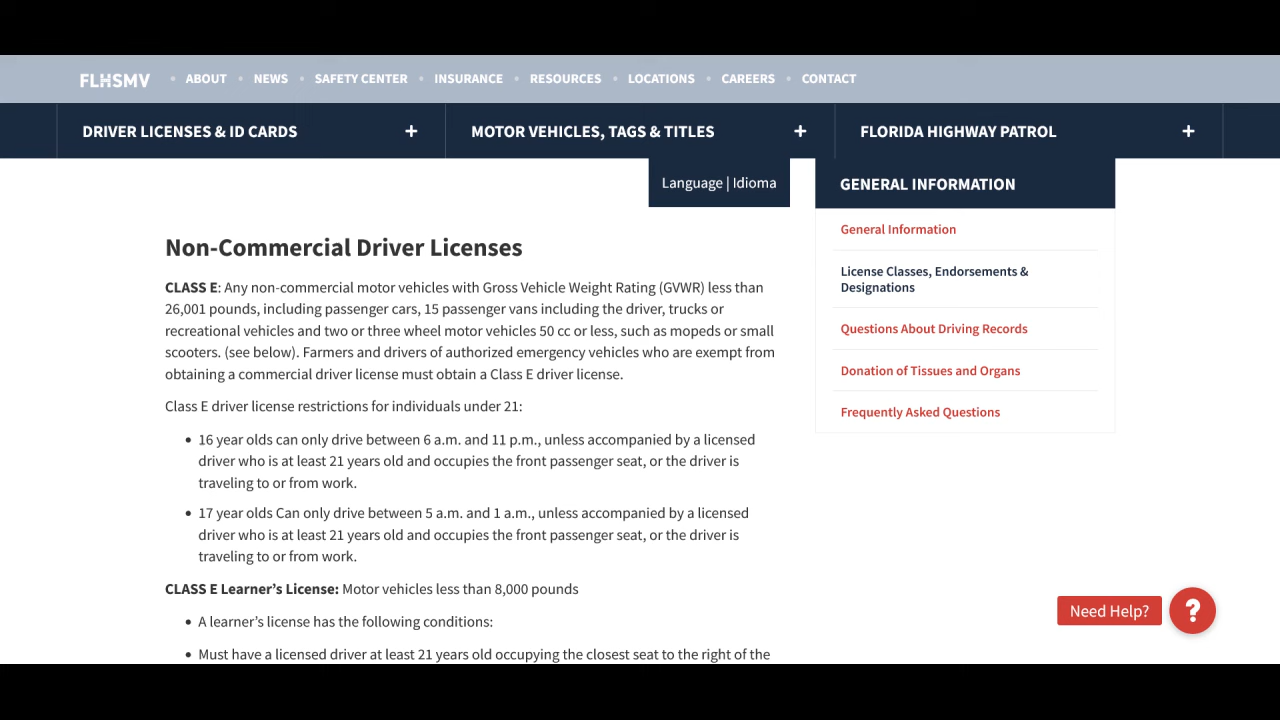 FLHSMV • ABOUT • NEWS • SAFETY CENTER • INSURANCE • RESOURCES • LOCATIONS • CAREERS • CONTACT
DRIVER LICENSES & ID CARDS + MOTOR VEHICLES, TAGS & TITLES + FLORIDA HIGHWAY PATROL +
Language | Idioma
Non-Commercial Driver Licenses
CLASS E: Any non-commercial motor vehicles with Gross Vehicle Weight Rating (GVWR) less than
26,001 pounds, including passenger cars, 15 passenger vans including the driver, trucks or
recreational vehicles and two or three wheel motor vehicles 50 cc or less, such as mopeds or small
scooters. (see below). Farmers and drivers of authorized emergency vehicles who are exempt from
obtaining a commercial driver license must obtain a Class E driver license.
Class E driver license restrictions for individuals under 21:
• 16 year olds can only drive between 6 a.m. and 11 p.m., unless accompanied by a licensed
driver who is at least 21 years old and occupies the front passenger seat, or the driver is
traveling to or from work.
• 17 year olds Can only drive between 5 a.m. and 1 a.m., unless accompanied by a licensed
driver who is at least 21 years old and occupies the front passenger seat, or the driver is
traveling to or from work.
CLASS E Learner’s License: Motor vehicles less than 8,000 pounds
• A learner’s license has the following conditions:
• Must have a licensed driver at least 21 years old occupying the closest seat to the right of the
GENERAL INFORMATION
General Information
License Classes, Endorsements &
Designations
Questions About Driving Records
Donation of Tissues and Organs
Frequently Asked Questions
Need Help? ?